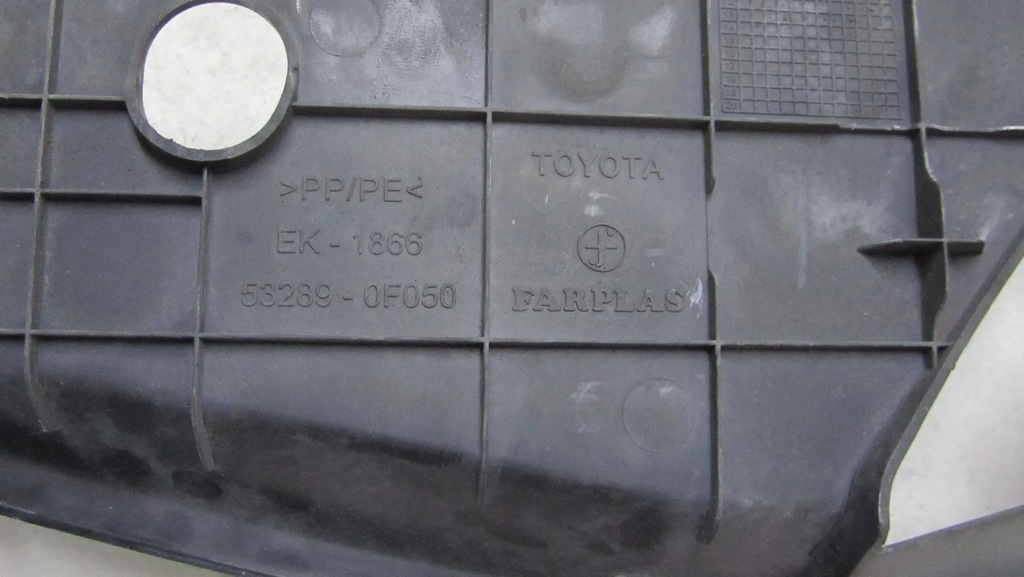 >PP/PE<
EK - 1866
53289 - 0F050
TOYOTA
f
FARPLAS